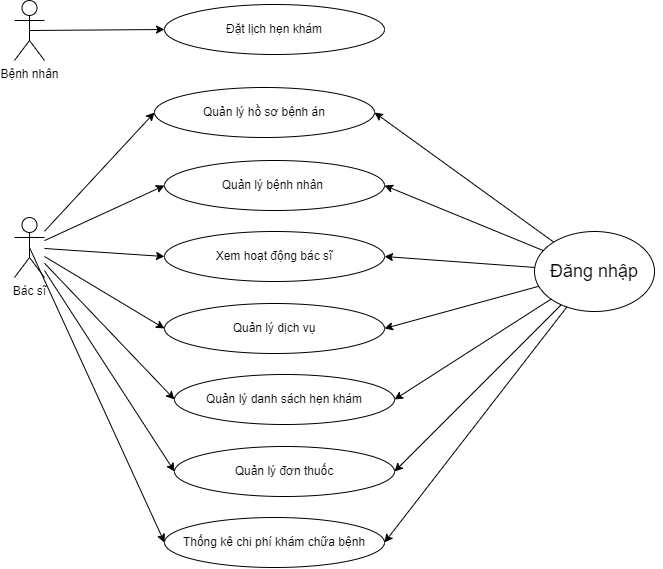 Đặt lịch hẹn khám
Bệnh nhân
Quản lý hồ sơ bệnh án
Quản lý bệnh nhân
Xem hoạt động bác sĩ
Đăng nhập
Bác sĩ
Quản lý dịch vụ
Quản lý danh sách hẹn khám
Quản lý đơn thuốc
Thống kê chi phí khám chữa bệnh